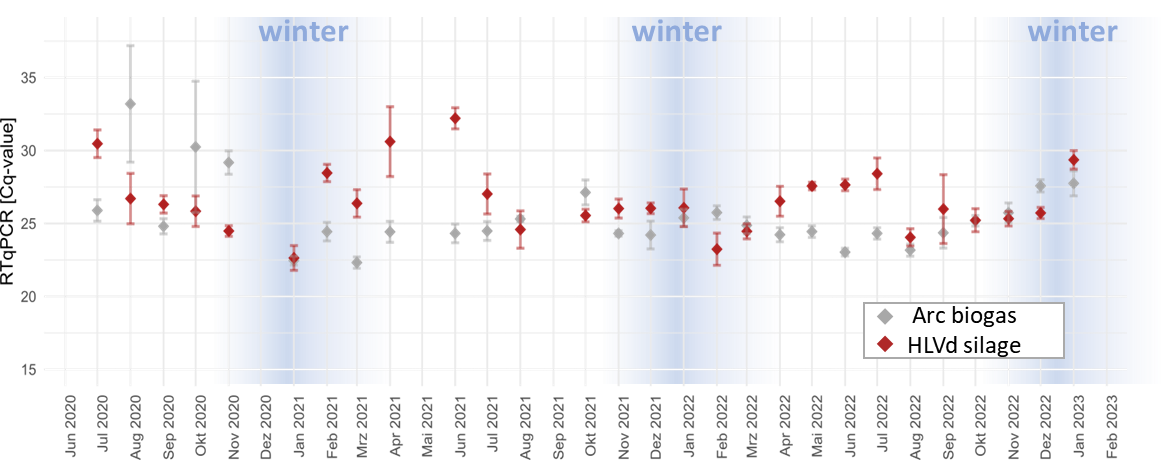 winter winter winter
RTqPCR [Cq-value]
35
30
25
20
15
Arc biogas
HLVd silage
Jun 2020
Jul 2020
Aug 2020
Sep 2020
Okt 2020
Nov 2020
Dez 2020
Jan 2021
Feb 2021
Mrz 2021
Apr 2021
Mai 2021
Jun 2021
Jul 2021
Aug 2021
Sep 2021
Okt 2021
Nov 2021
Dez 2021
Jan 2022
Feb 2022
Mrz 2022
Apr 2022
Mai 2022
Jun 2022
Jul 2022
Aug 2022
Sep 2022
Okt 2022
Nov 2022
Dez 2022
Jan 2023
Feb 2023